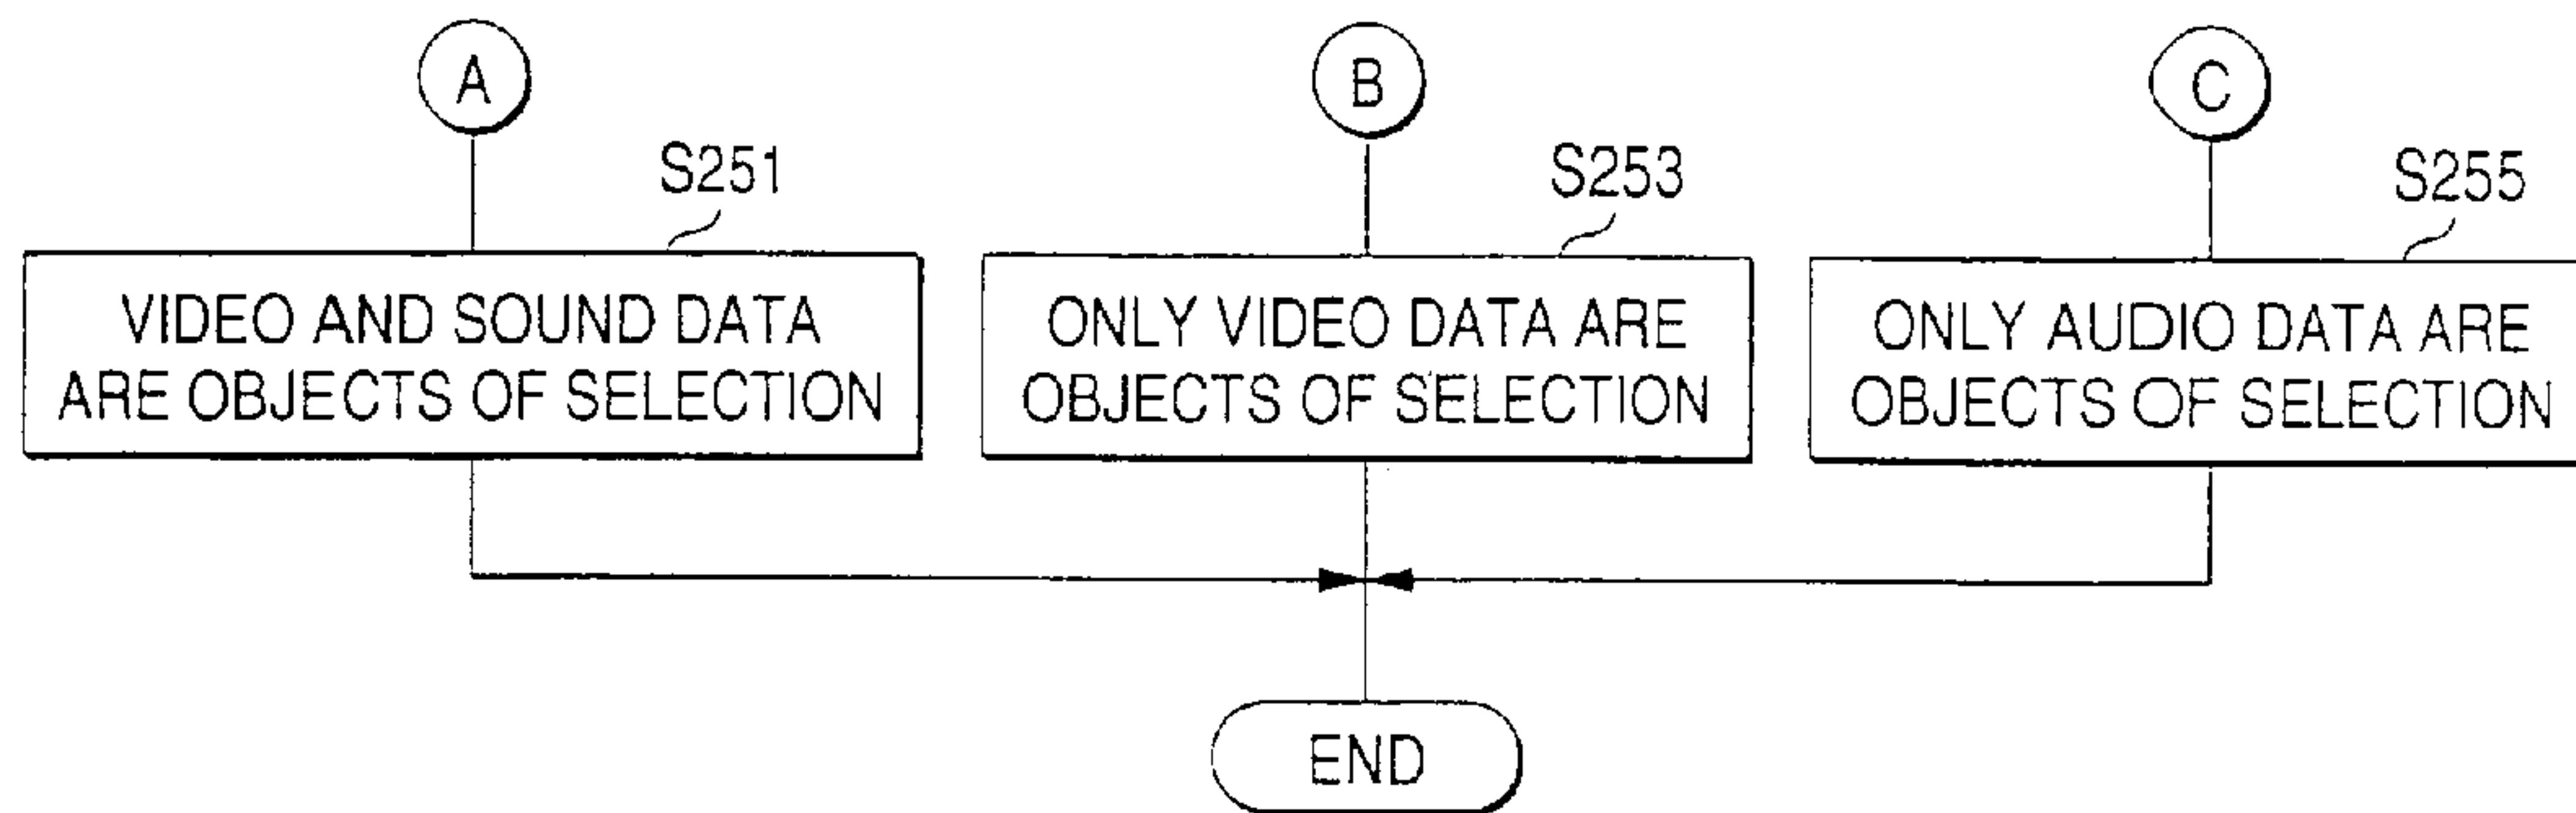 A
B
C
S251
S253
S255
VIDEO AND SOUND DATA
ARE OBJECTS OF SELECTION
ONLY VIDEO DATA ARE
OBJECTS OF SELECTION
ONLY AUDIO DATA ARE
OBJECTS OF SELECTION
END